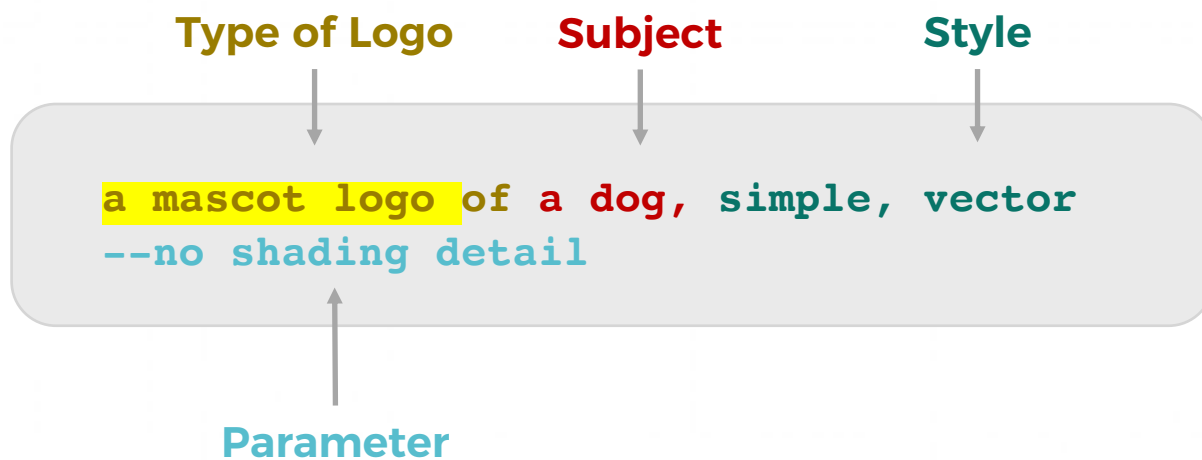 Type of Logo Subject Style
a mascot logo of a dog, simple, vector
--no shading detail
Parameter